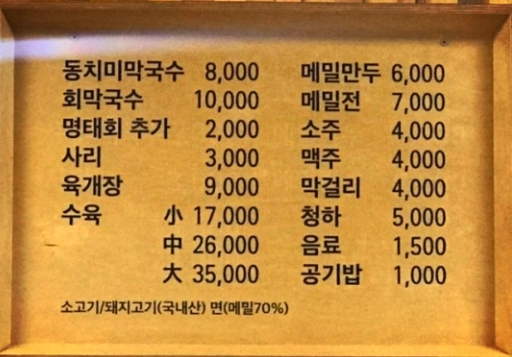 동치미막국수 8,000
회막국수 10,000
명태회 추가 2,000
사리 3,000
육개장 9,000
수육 小 17,000
中 26,000
大 35,000
메밀만두 6,000
메밀전 7,000
소주 4,000
맥주 4,000
막걸리 4,000
청하 5,000
음료 1,500
공기밥 1,000
소고기/돼지고기(국내산) 면(메밀70%)